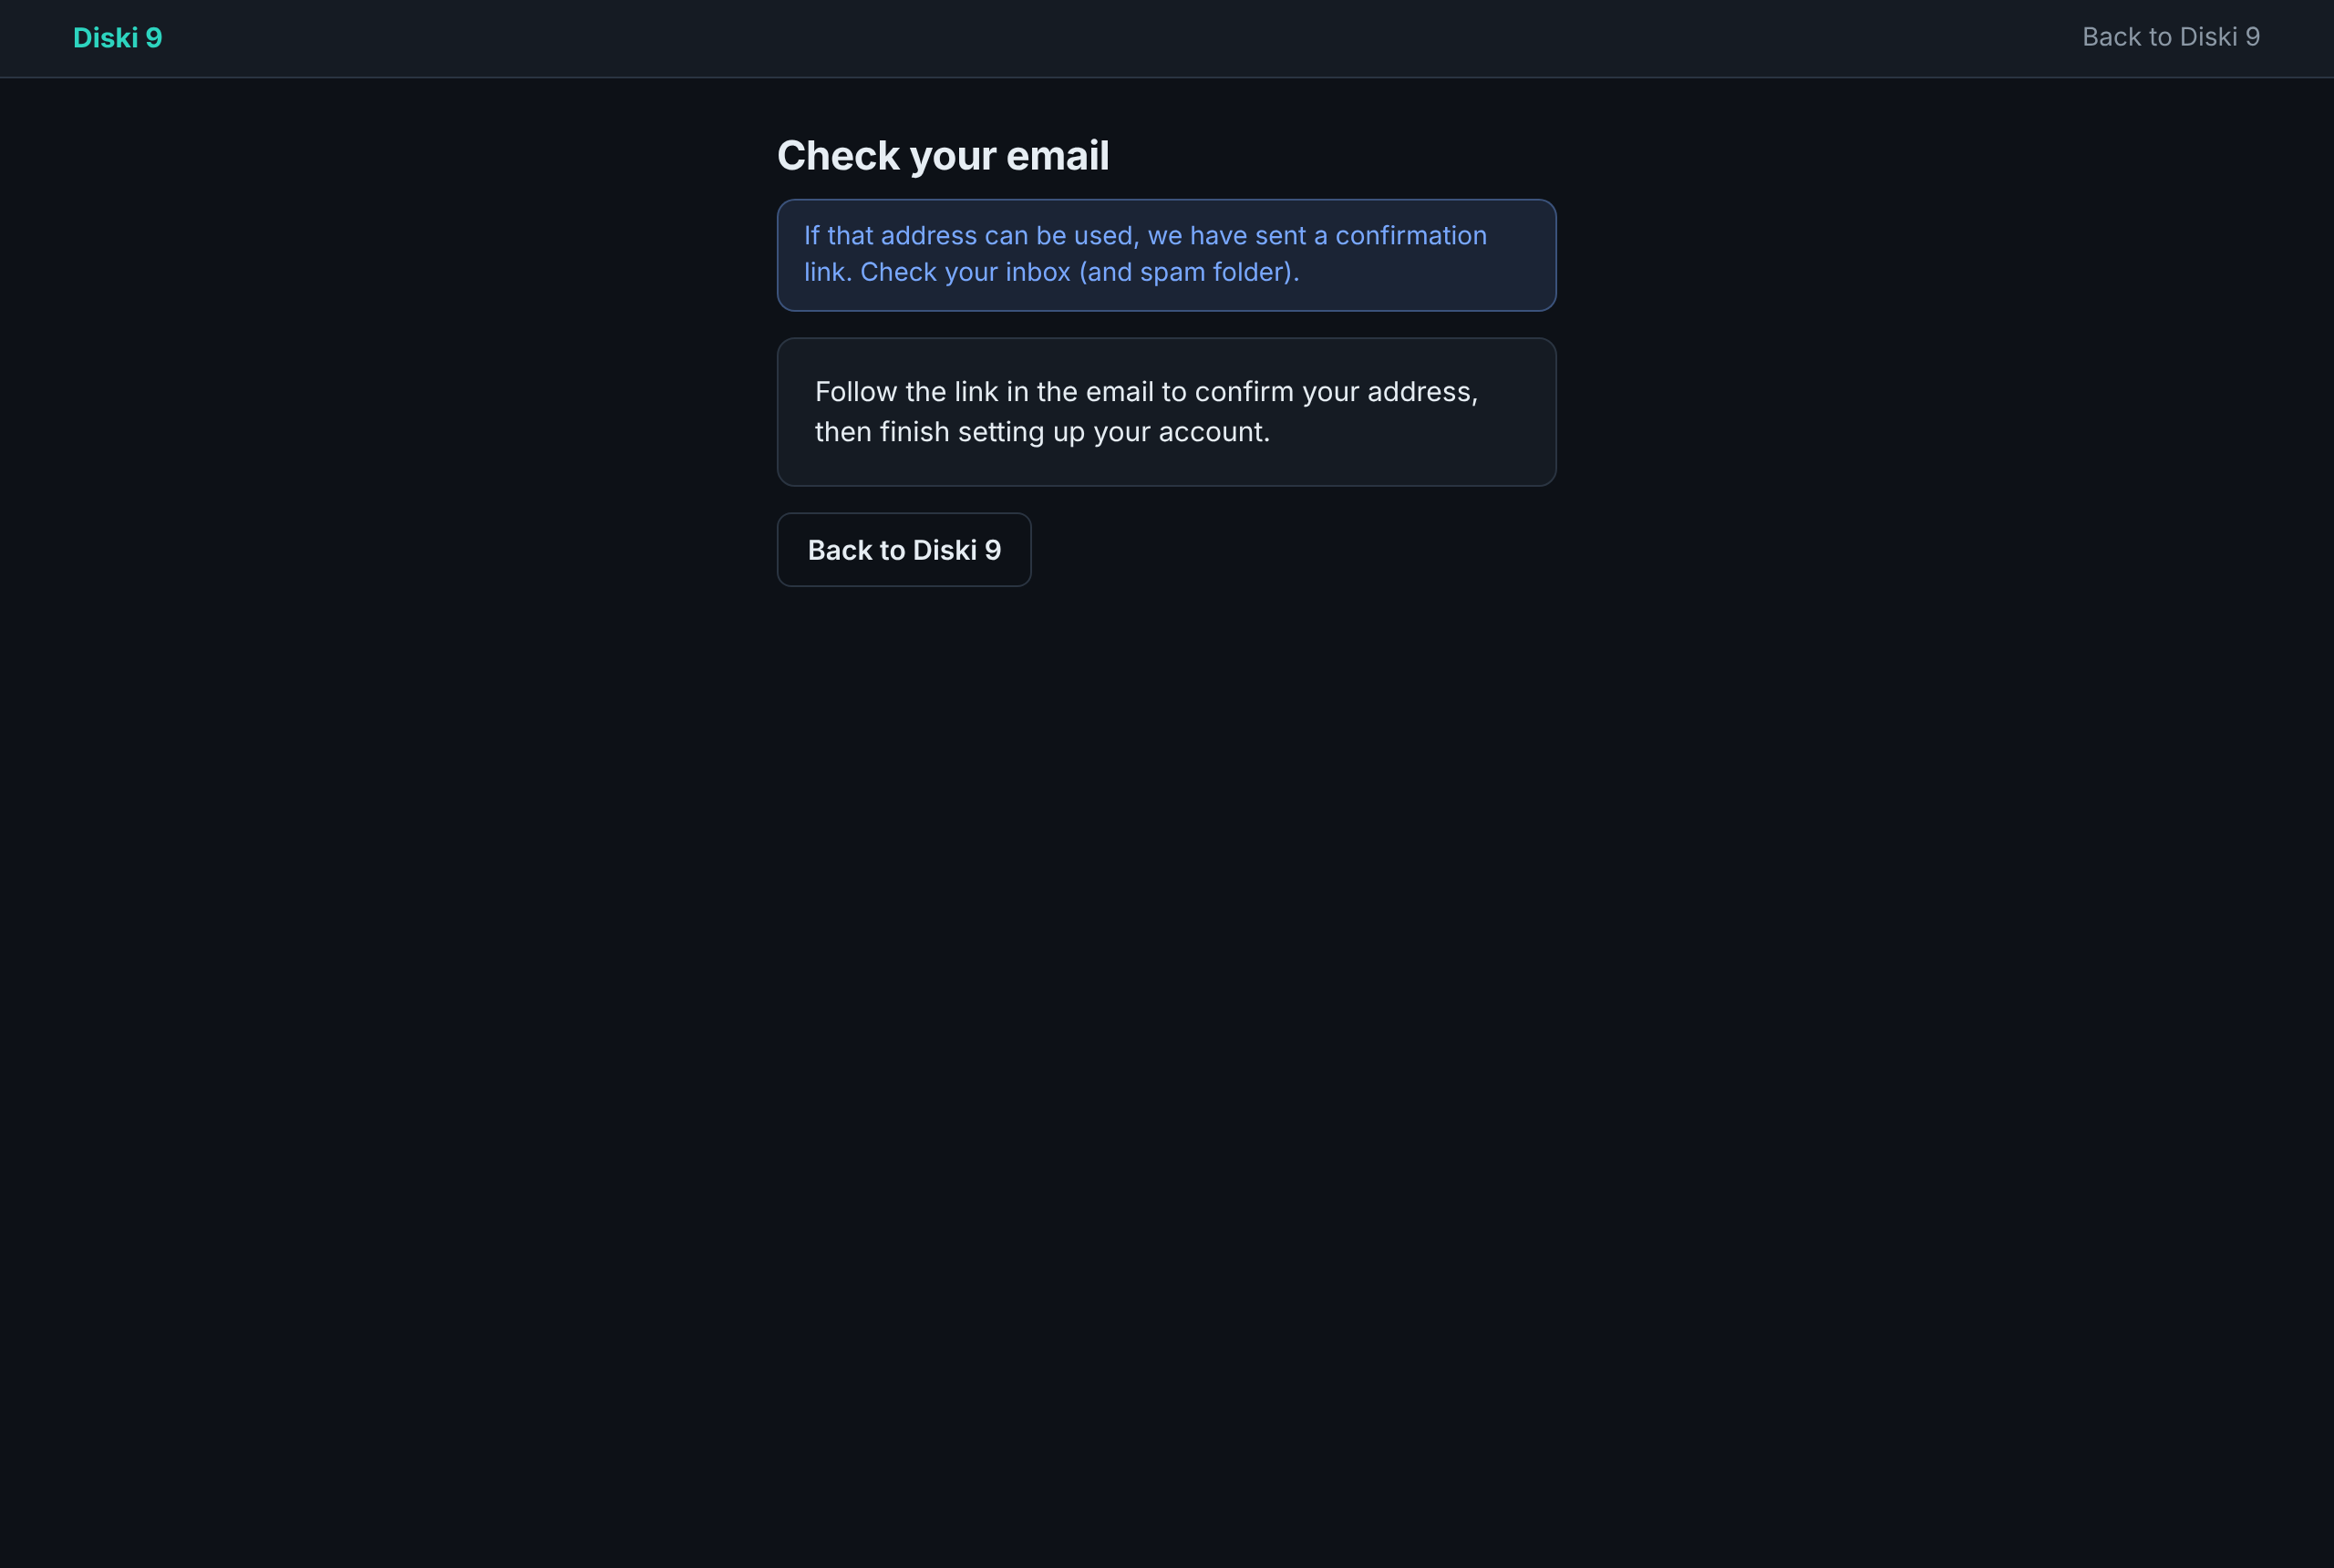 Diski 9
Back to Diski 9
Check your email
If that address can be used, we have sent a confirmation
link. Check your inbox (and spam folder).
Follow the link in the email to confirm your address,
then finish setting up your account.
Back to Diski 9